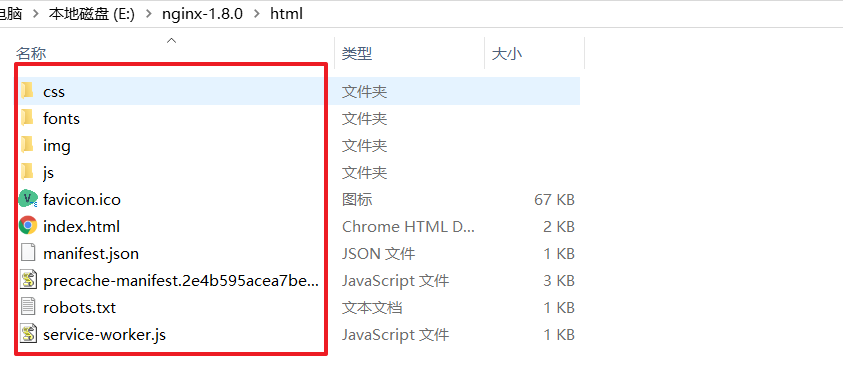 电脑 > 本地磁盘 (E:) > nginx-1.8.0 > html
名称 类型 大小
css 文件夹
fonts 文件夹
img 文件夹
js 文件夹
favicon.ico 图标 67 KB
index.html Chrome HTML D... 2 KB
manifest.json JSON 文件 1 KB
precache-manifest.2e4b595acea7be... JavaScript 文件 3 KB
robots.txt 文本文档 1 KB
service-worker.js JavaScript 文件 1 KB